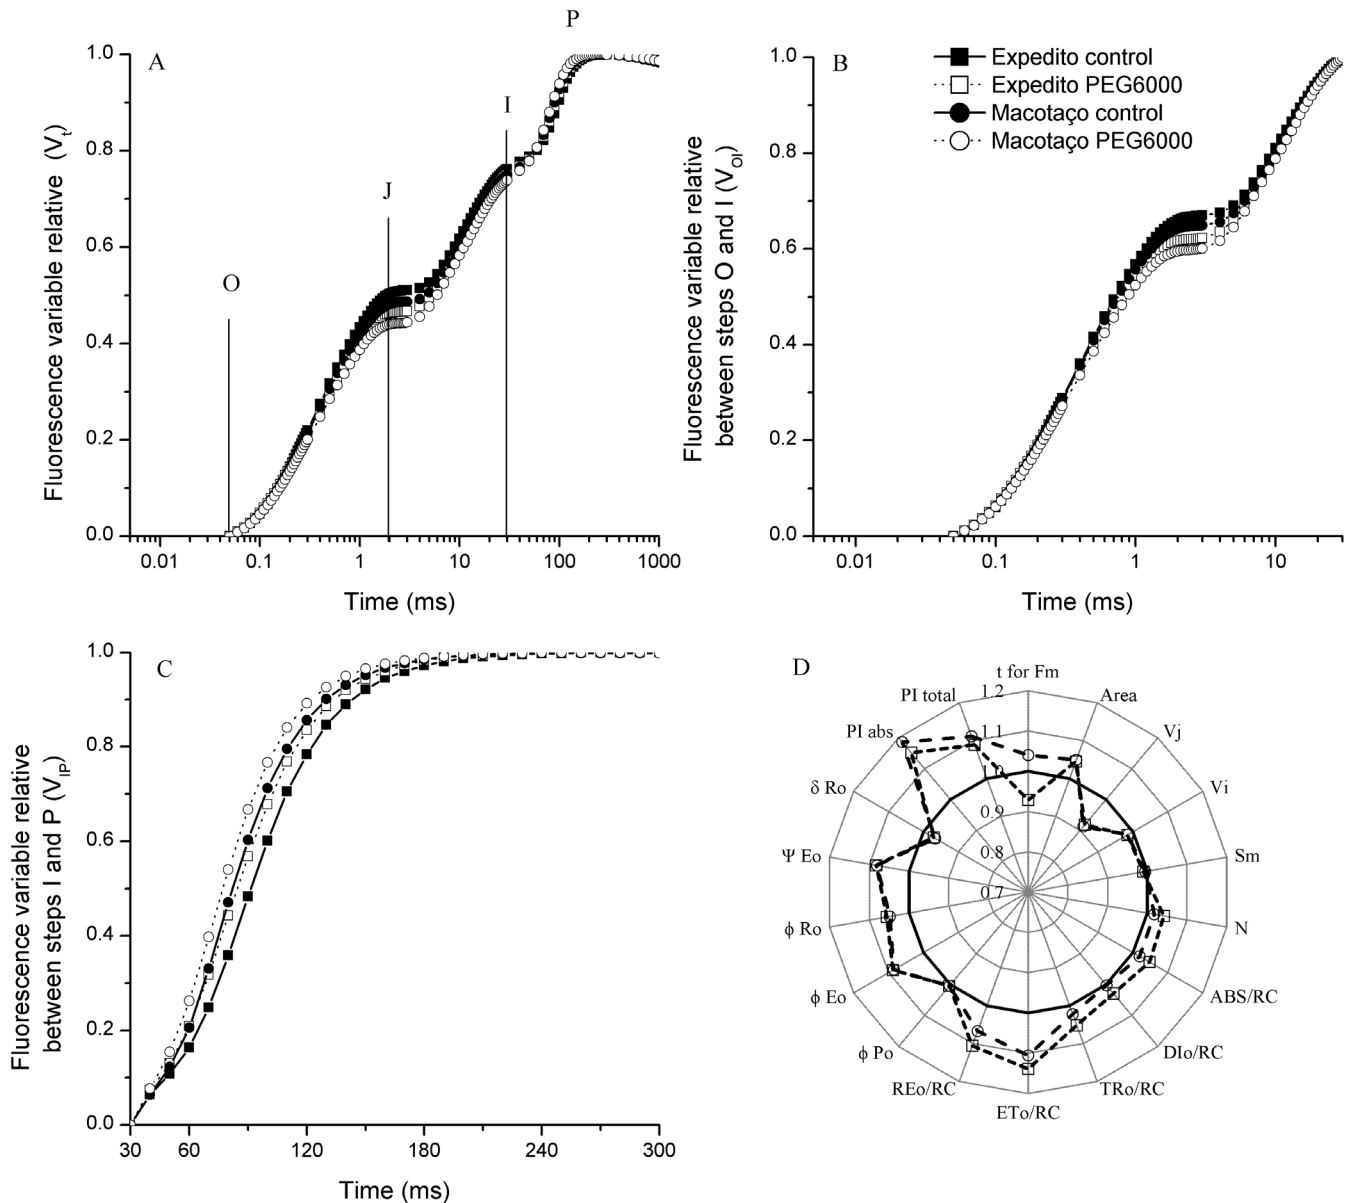 P
A
1.0
0.8
0.6
0.4
0.2
0.0
I
J
O
Fluorescence variable relative (Vt)
0.01 0.1 1 10 100 1000
Time (ms)
B
Expedito control
Expedito PEG6000
Macotaço control
Macotaço PEG6000
1.0
0.8
0.6
0.4
0.2
0.0
Fluorescence variable relative
between steps O and I (VOI)
0.01 0.1 1 10
Time (ms)
C
1.0
0.8
0.6
0.4
0.2
0.0
Fluorescence variable relative
between steps I and P (VIP)
30 60 120 180 240 300
Time (ms)
D
t for Fm
Area
Vj
Vi
Sm
N
ABS/RC
DIo/RC
TRo/RC
ETo/RC
REo/RC
ϕ Po
ϕ Eo
ϕ Ro
Ψ Eo
δ Ro
PI abs
PI total
1.2
1.1
1.0
0.9
0.8
0.7